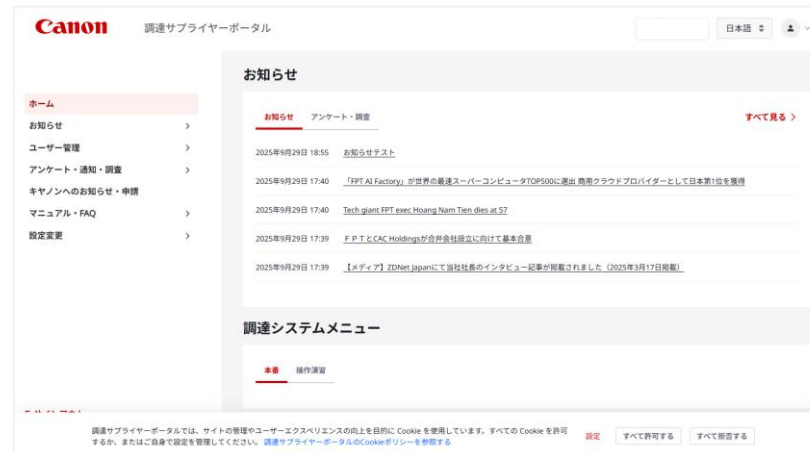 Canon
調達サプライヤーポータル
日本語
お知らせ
ホーム
お知らせ
ユーザー管理
アンケート・通知・調査
キヤノンへのお知らせ・申請
マニュアル・FAQ
設定変更
お知らせ アンケート・調査 すべて見る
2025年9月29日 18:55 お知らせテスト
2025年9月29日 17:40 「FPT AI Factory」が世界の最速スーパーコンピュータTOP500に選出 商用クラウドプロバイダーとして日本第1位を獲得
2025年9月29日 17:40 Tech giant FPT exec Hoang Nam Tien dies at 57
2025年9月29日 17:39 ＦＰＴとCAC Holdingsが合弁会社設立に向けて基本合意
2025年9月29日 17:39 【メディア】ZDNet Japanにて当社社長のインタビュー記事が掲載されました（2025年3月17日掲載）
調達システムメニュー
本番 操作演習
調達サプライヤーポータルでは、サイトの管理やユーザーエクスペリエンスの向上を目的に Cookie を使用しています。すべての Cookie を許可
するか、またはご自身で設定を管理してください。 調達サプライヤーポータルのCookieポリシーを参照する
設定 すべて許可する すべて拒否する